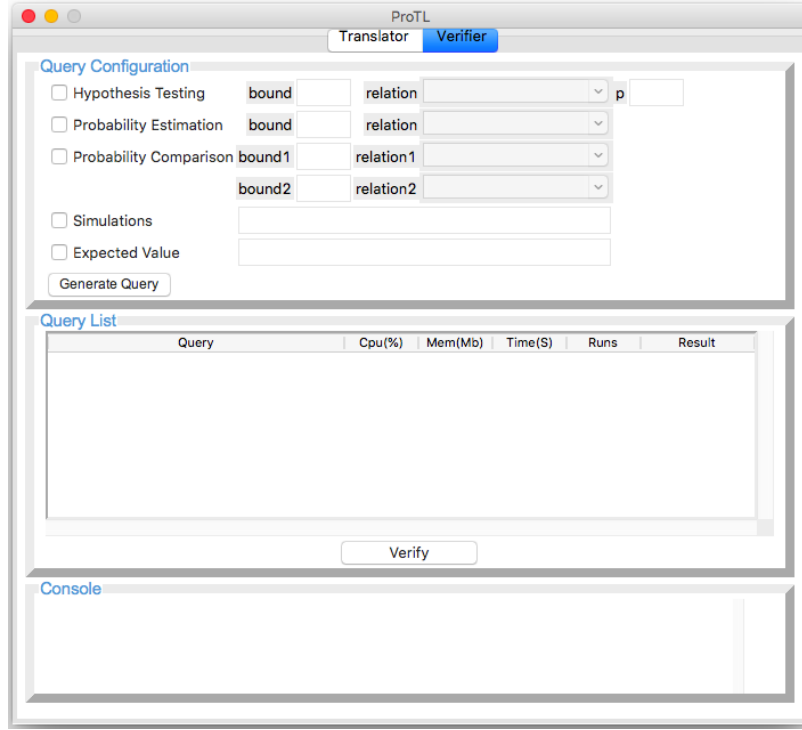 ProTL
Translator Verifier
Query Configuration
Hypothesis Testing bound relation p
Probability Estimation bound relation
Probability Comparison bound1 relation1
bound2 relation2
Simulations
Expected Value
Generate Query
Query List
Query Cpu(%) Mem(Mb) Time(S) Runs Result
Verify
Console